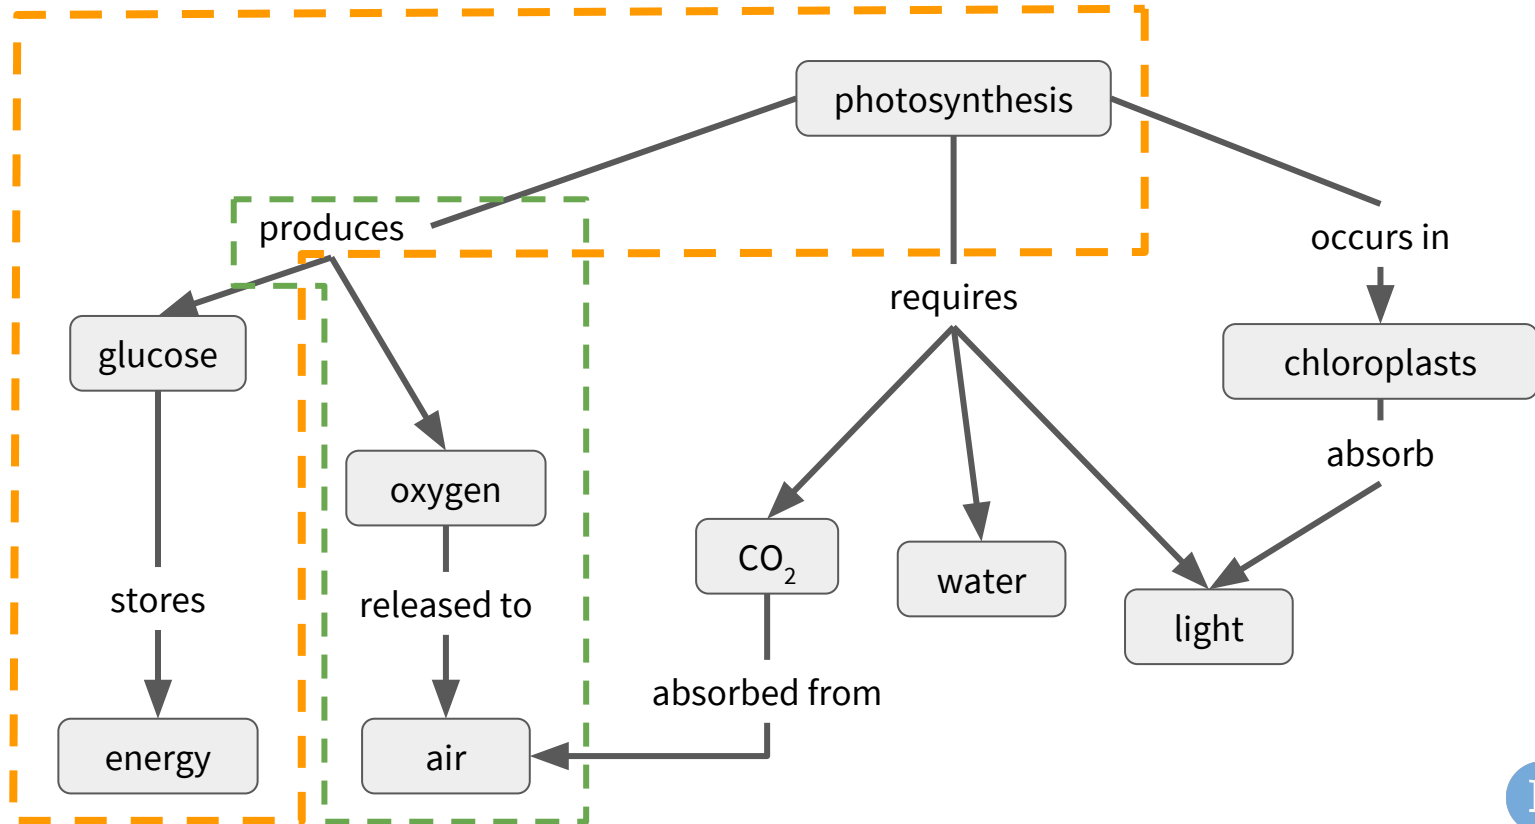 photosynthesis
produces
occurs in
requires
glucose
chloroplasts
absorb
oxygen
CO₂
water
stores
released to
light
absorbed from
energy
air